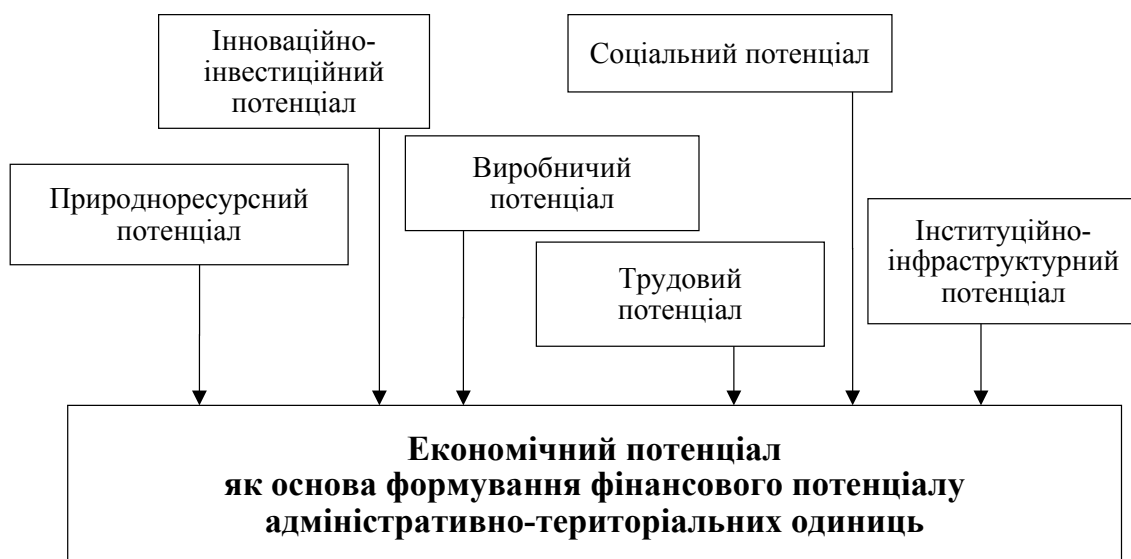 Інноваційно-
інвестиційний
потенціал
Соціальний потенціал
Виробничий
потенціал
Природноресурсний
потенціал
Інституційно-
інфраструктурний
потенціал
Трудовий
потенціал
Економічний потенціал
як основа формування фінансового потенціалу
адміністративно-територіальних одиниць